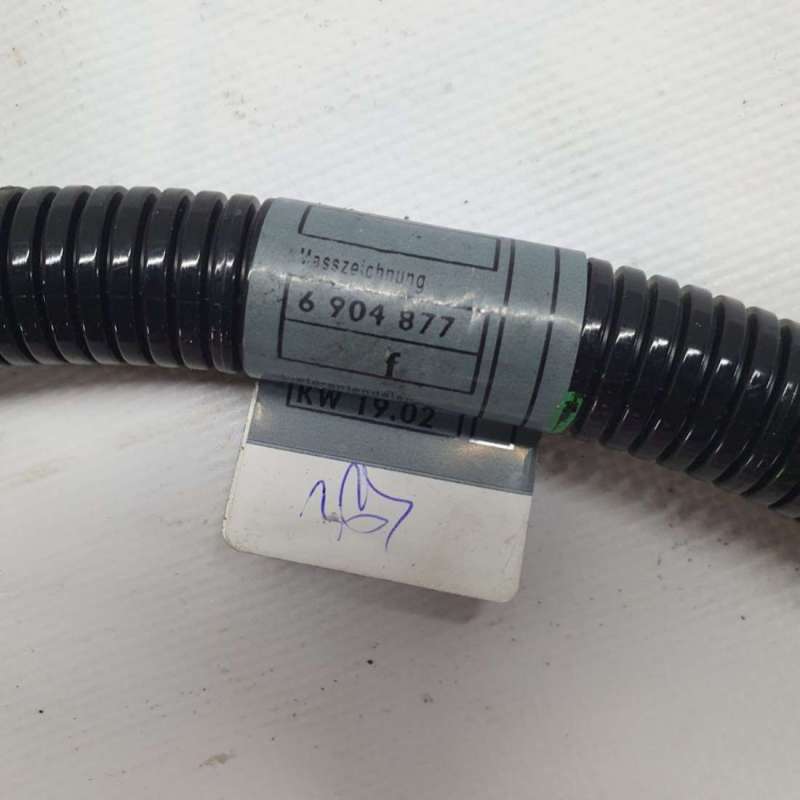 Masszeichnung
6 904 877
f
KW 19.02